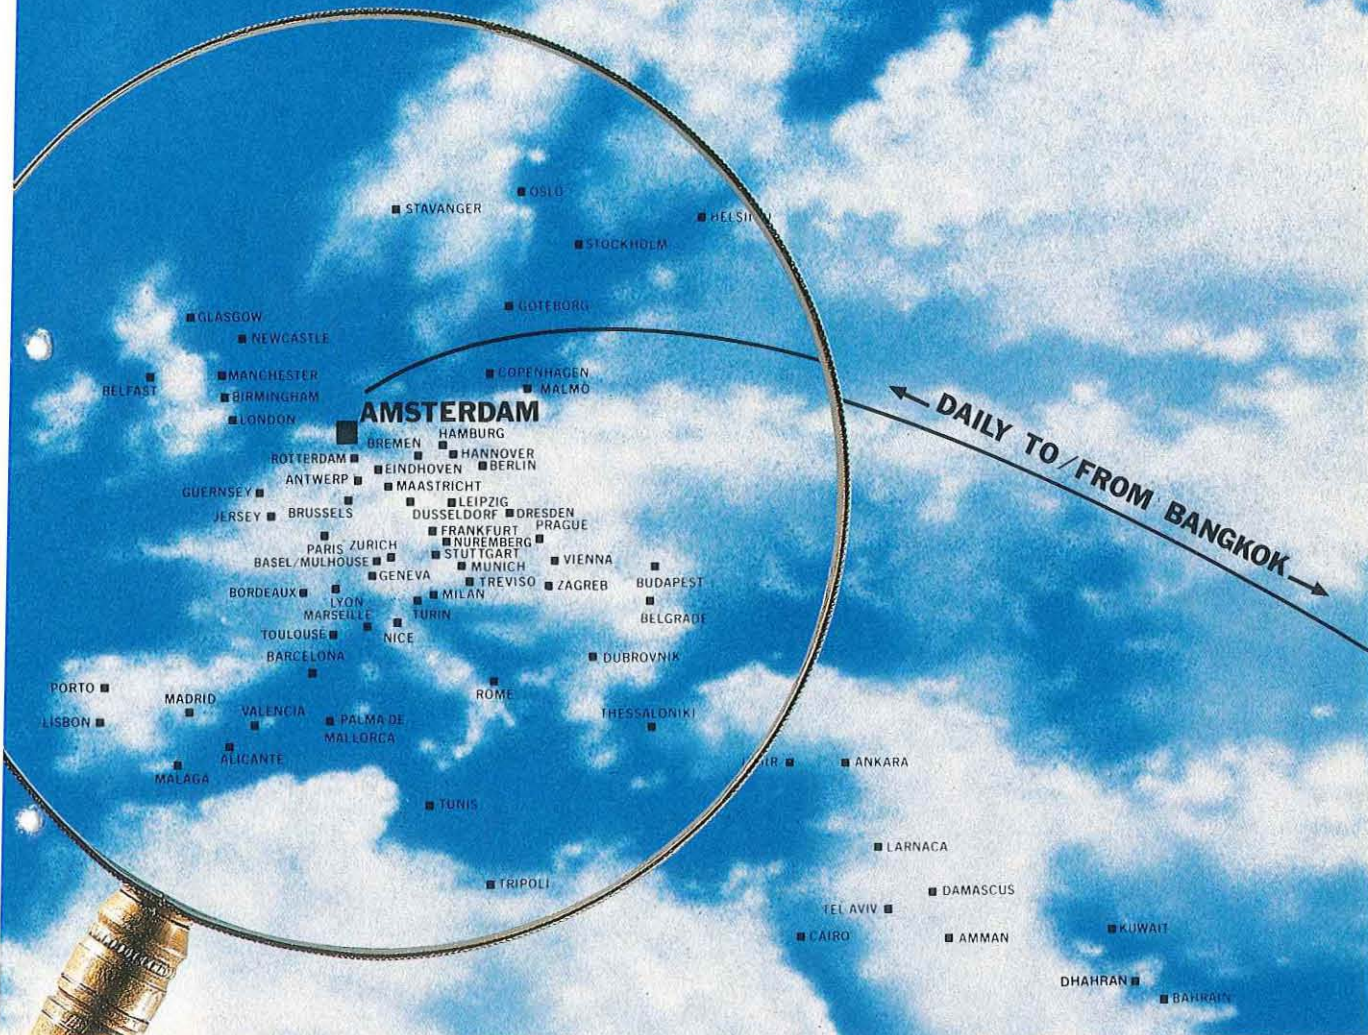 OSLO
STAVANGER
STOCKHOLM
GOTEBORG
GLASGOW
NEWCASTLE
COPENHAGEN
MANCHESTER
BELFAST
MALMO
BIRMINGHAM
LONDON
AMSTERDAM
DAILY TO/FROM BANGKOK
HAMBURG
BREMEN
HANNOVER
ROTTERDAM
BERLIN
EINDHOVEN
ANTWERP
MAASTRICHT
GUERNSEY
LEIPZIG
BRUSSELS
DUSSELDORF
DRESDEN
JERSEY
PRAGUE
FRANKFURT
NUREMBERG
PARIS
ZURICH
STUTTGART
BASEL/MULHOUSE
VIENNA
MUNICH
GENEVA
TREVISO
BUDAPEST
ZAGREB
BORDEAUX
MILAN
LYON
MARSEILLE
TURIN
BELGRADE
TOULOUSE
NICE
BARCELONA
DUBROVNIK
PORTO
ROME
MADRID
VALENCIA
THESSALONIKI
LISBON
PALMA DE
MALLORCA
ALICANTE
ANKARA
MALAGA
TUNIS
LARNACA
TRIPOLI
DAMASCUS
TEL AVIV
KUWAIT
CAIRO
AMMAN
DHAHRAN
BAHRAIN